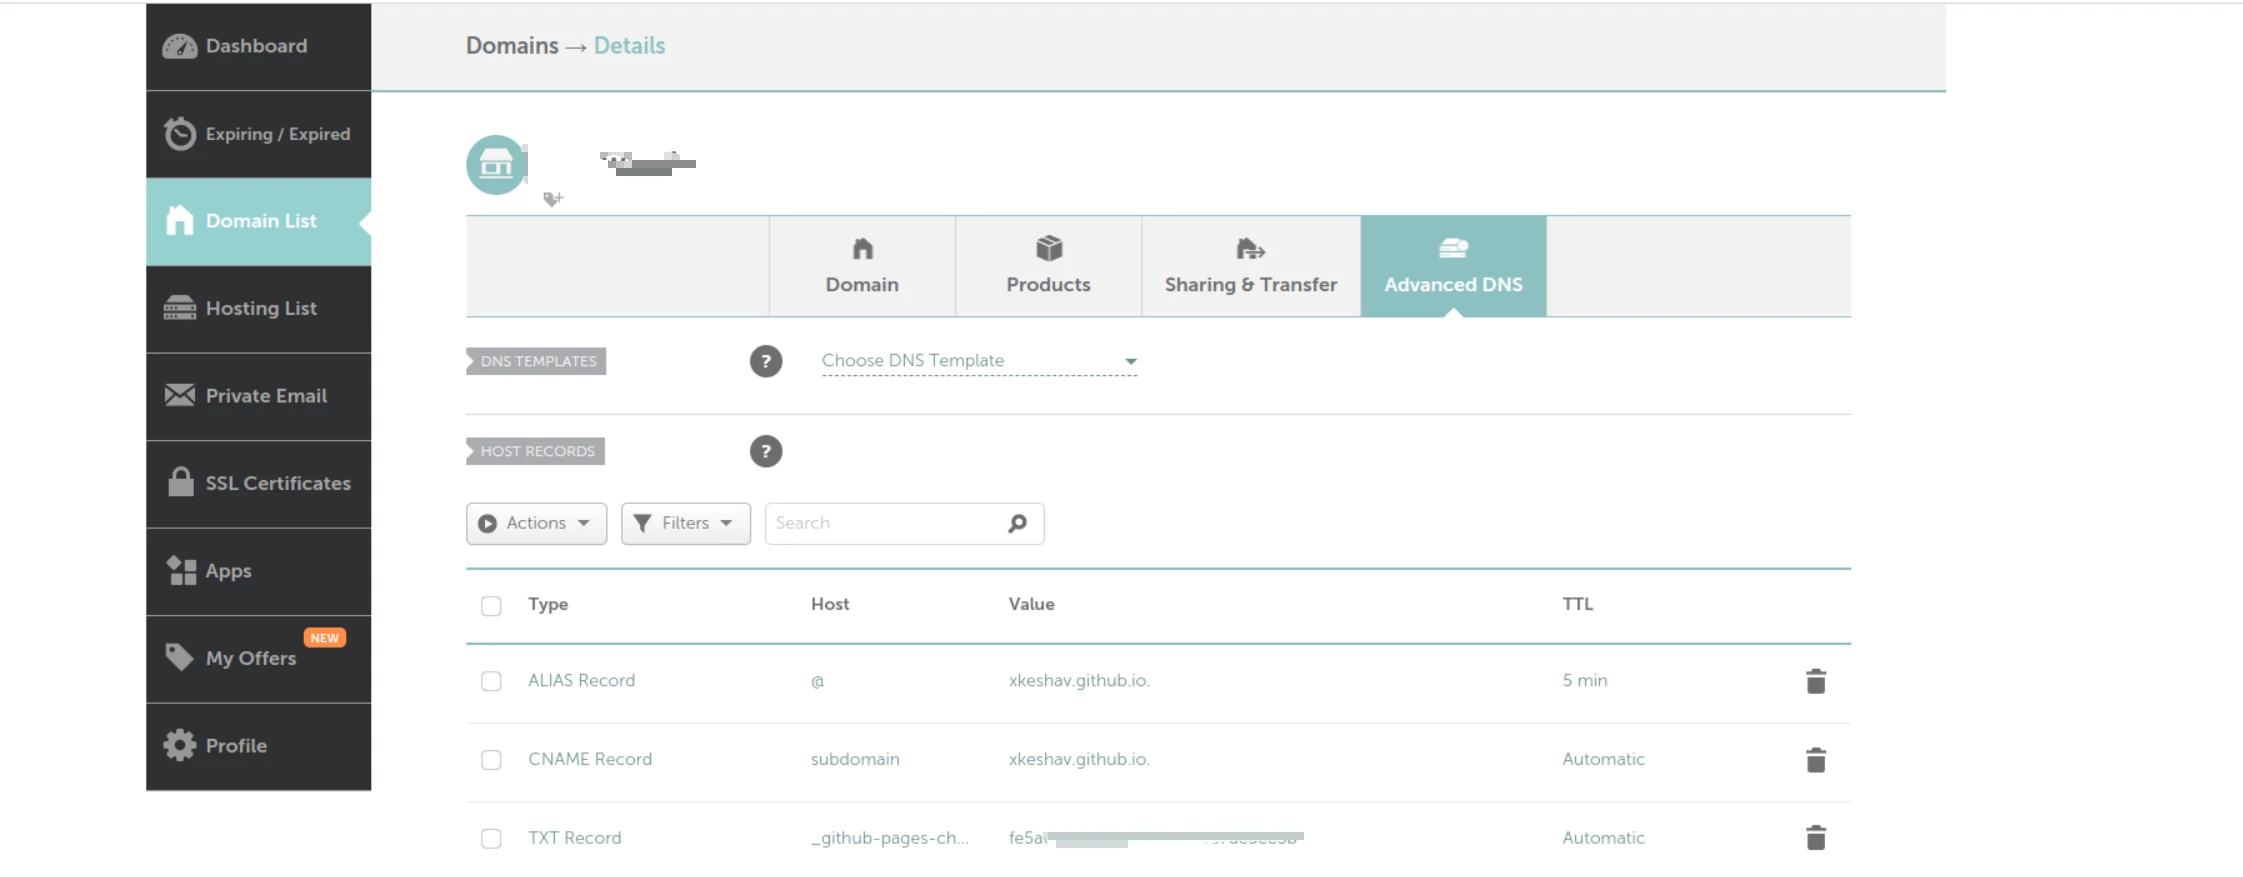 Dashboard
Expiring / Expired
Domain List
Hosting List
Private Email
SSL Certificates
Apps
NEW
My Offers
Profile
Domains → Details
Domain
Products
Sharing & Transfer
Advanced DNS
DNS TEMPLATES ? Choose DNS Template
HOST RECORDS ?
Actions Filters Search
Type Host Value TTL
ALIAS Record @ xkeshav.github.io. 5 min
CNAME Record subdomain xkeshav.github.io. Automatic
TXT Record _github-pages-ch... Automatic